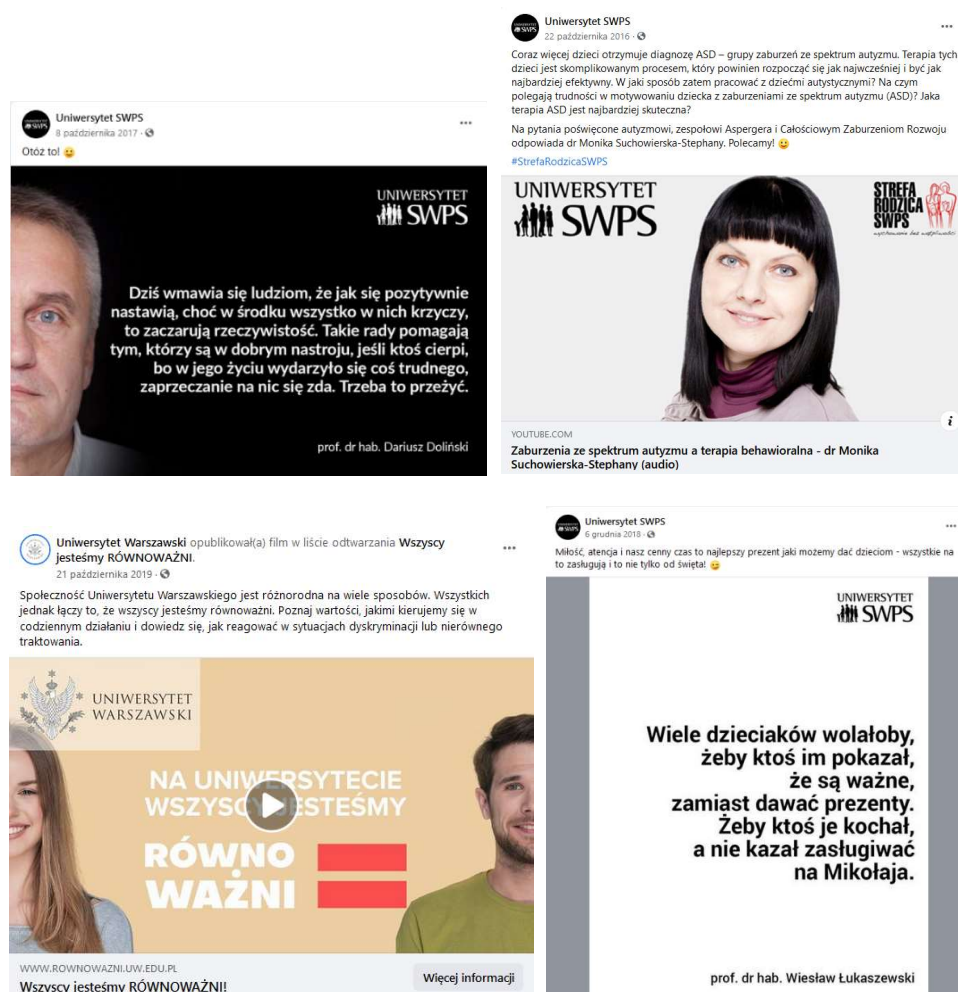 Uniwersytet SWPS
8 października 2017
Otóż to!
UNIWERSYTET
SWPS
Dziś wmawia się ludziom, że jak się pozytywnie
nastawią, choć w środku wszystko w nich krzyczy,
to zaczarują rzeczywistość. Takie rady pomagają
tym, którzy są w dobrym nastroju, jeśli ktoś cierpi,
bo w jego życiu wydarzyło się coś trudnego,
zaprzeczanie na nic się zda. Trzeba to przeżyć.
prof. dr hab. Dariusz Doliński
Uniwersytet SWPS
22 października 2016
Coraz więcej dzieci otrzymuje diagnozę ASD – grupy zaburzeń ze spektrum autyzmu. Terapia tych
dzieci jest skomplikowanym procesem, który powinien rozpocząć się jak najwcześniej i być jak
najbardziej efektywny. W jaki sposób zatem pracować z dziećmi autystycznymi? Na czym
polegają trudności w motywowaniu dziecka z zaburzeniami ze spektrum autyzmu (ASD)? Jaka
terapia ASD jest najbardziej skuteczna?
Na pytania poświęcone autyzmowi, zespołowi Aspergera i Całościowym Zaburzeniom Rozwoju
odpowiada dr Monika Suchowierska-Stephany. Polecamy!
#StrefaRodzicaSWPS
UNIWERSYTET
SWPS
STREFA
RODZICA
SWPS
wychowanie bez wątpliwości
YOUTUBE.COM
Zaburzenia ze spektrum autyzmu a terapia behawioralna - dr Monika
Suchowierska-Stephany (audio)
Uniwersytet Warszawski opublikował(a) film w liście odtwarzania Wszyscy
jesteśmy RÓWNOWAŻNI.
21 października 2019
Społeczność Uniwersytetu Warszawskiego jest różnorodna na wiele sposobów. Wszystkich
jednak łączy to, że wszyscy jesteśmy równoważni. Poznaj wartości, jakimi kierujemy się w
codziennym działaniu i dowiedz się, jak reagować w sytuacjach dyskryminacji lub nierównego
traktowania.
UNIWERSYTET
WARSZAWSKI
NA UNIWERSYTECIE
WSZYSCY JESTEŚMY
RÓWNO
WAŻNI
WWW.ROWNOWAZNI.UW.EDU.PL
Wszyscy jesteśmy RÓWNOWAŻNI!
Więcej informacji
Uniwersytet SWPS
6 grudnia 2018
Miłość, atencja i nasz cenny czas to najlepszy prezent jaki możemy dać dzieciom - wszystkie na
to zasługują i to nie tylko od święta!
UNIWERSYTET
SWPS
Wiele dzieciaków wolałoby,
żeby ktoś im pokazał,
że są ważne,
zamiast dawać prezenty.
Żeby ktoś je kochał,
a nie kazał zasługiwać
na Mikołaja.
prof. dr hab. Wiesław Łukaszewski